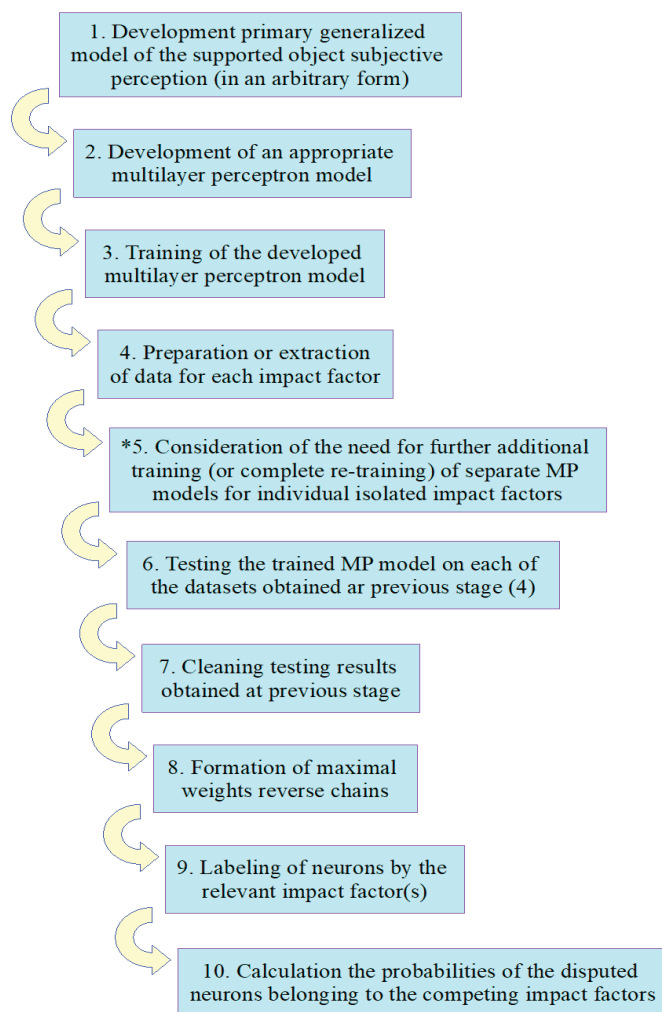 1. Development primary generalized
model of the supported object subjective
perception (in an arbitrary form)
2. Development of an appropriate
multilayer perceptron model
3. Training of the developed
multilayer perceptron model
4. Preparation or extraction
of data for each impact factor
*5. Consideration of the need for further additional
training (or complete re-training) of separate MP
models for individual isolated impact factors
6. Testing the trained MP model on each of
the datasets obtained ar previous stage (4)
7. Cleaning testing results
obtained at previous stage
8. Formation of maximal
weights reverse chains
9. Labeling of neurons by the
relevant impact factor(s)
10. Calculation the probabilities of the disputed
neurons belonging to the competing impact factors